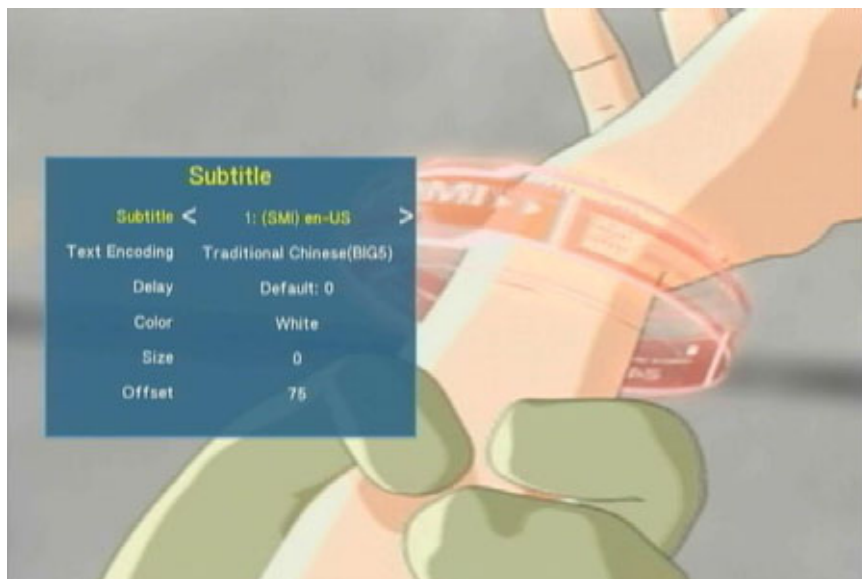 Subtitle
Subtitle < 1: (SMI) en-US >
Text Encoding Traditional Chinese(BIG5)
Delay Default: 0
Color White
Size 0
Offset 75